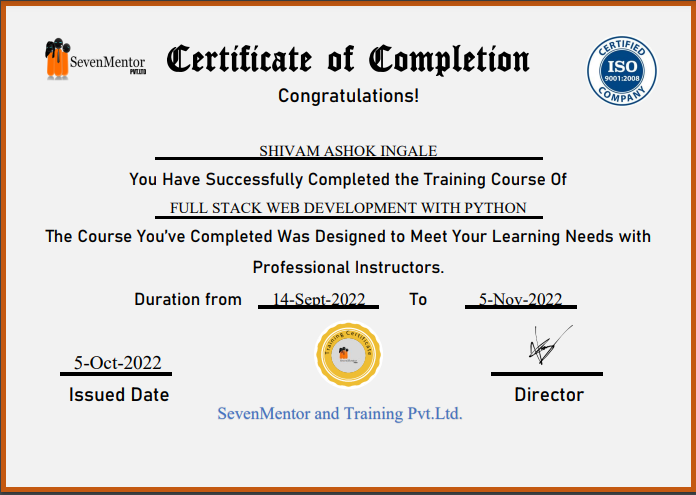 SevenMentor
PVT.LTD
Certificate of Completion
CERTIFIED
ISO
9001:2008
COMPANY
Congratulations!
SHIVAM ASHOK INGALE
You Have Successfully Completed the Training Course Of
FULL STACK WEB DEVELOPMENT WITH PYTHON
The Course You've Completed Was Designed to Meet Your Learning Needs with
Professional Instructors.
Duration from 14-Sept-2022 To 5-Nov-2022
Training Certificate
5-Oct-2022
Issued Date
Director
SevenMentor and Training Pvt.Ltd.